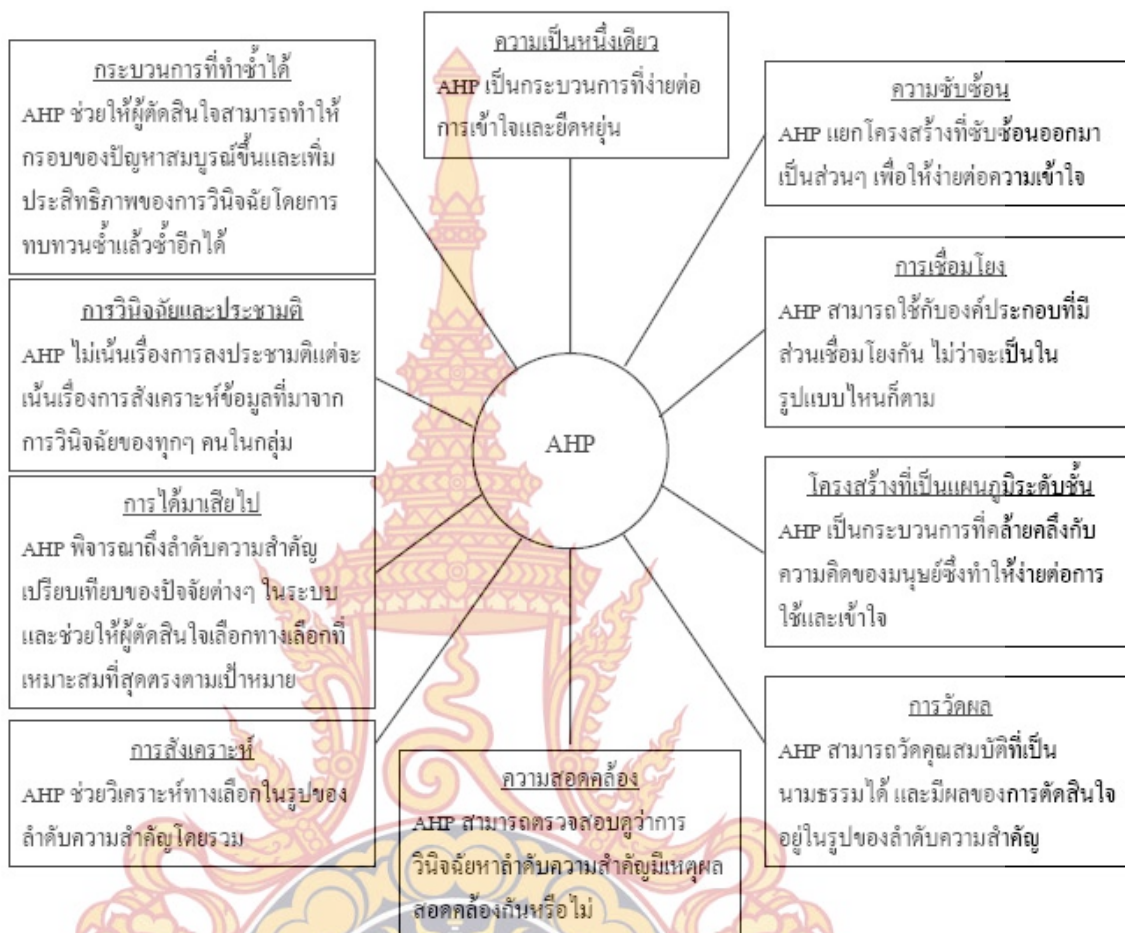 ความเป็นหนึ่งเดียว
AHP เป็นกระบวนการที่ง่ายต่อ
การเข้าใจและยืดหยุ่น
กระบวนการที่ทำซ้ำได้
AHP ช่วยให้ผู้ตัดสินใจสามารถทำให้
กรอบของปัญหาสมบูรณ์ขึ้นและเพิ่ม
ประสิทธิภาพของการวินิจฉัยโดยการ
ทบทวนซ้ำแล้วซ้ำอีกได้
ความซับซ้อน
AHP แยกโครงสร้างที่ซับซ้อนออกมา
เป็นส่วนๆ เพื่อให้ง่ายต่อความเข้าใจ
การวินิจฉัยและประชามติ
AHP ไม่เน้นเรื่องการลงประชามติแต่จะ
เน้นเรื่องการสังเคราะห์ข้อมูลที่มาจาก
การวินิจฉัยของทุกๆ คนในกลุ่ม
การเชื่อมโยง
AHP สามารถใช้กับองค์ประกอบที่มี
ส่วนเชื่อมโยงกัน ไม่ว่าจะเป็นใน
รูปแบบไหนก็ตาม
AHP
การได้มาเสียไป
AHP พิจารณาถึงลำดับความสำคัญ
เปรียบเทียบของปัจจัยต่างๆ ในระบบ
และช่วยให้ผู้ตัดสินใจเลือกทางเลือกที่
เหมาะสมที่สุดตรงตามเป้าหมาย
โครงสร้างที่เป็นแผนภูมิระดับชั้น
AHP เป็นกระบวนการที่คล้ายคลึงกับ
ความคิดของมนุษย์ซึ่งทำให้ง่ายต่อการ
ใช้และเข้าใจ
การสังเคราะห์
AHP ช่วยวิเคราะห์ทางเลือกในรูปของ
ลำดับความสำคัญโดยรวม
ความสอดคล้อง
AHP สามารถตรวจสอบดูว่าการ
วินิจฉัยหาลำดับความสำคัญมีเหตุผล
สอดคล้องกันหรือไม่
การวัดผล
AHP สามารถวัดคุณสมบัติที่เป็น
นามธรรมได้ และมีผลของการตัดสินใจ
อยู่ในรูปของลำดับความสำคัญ